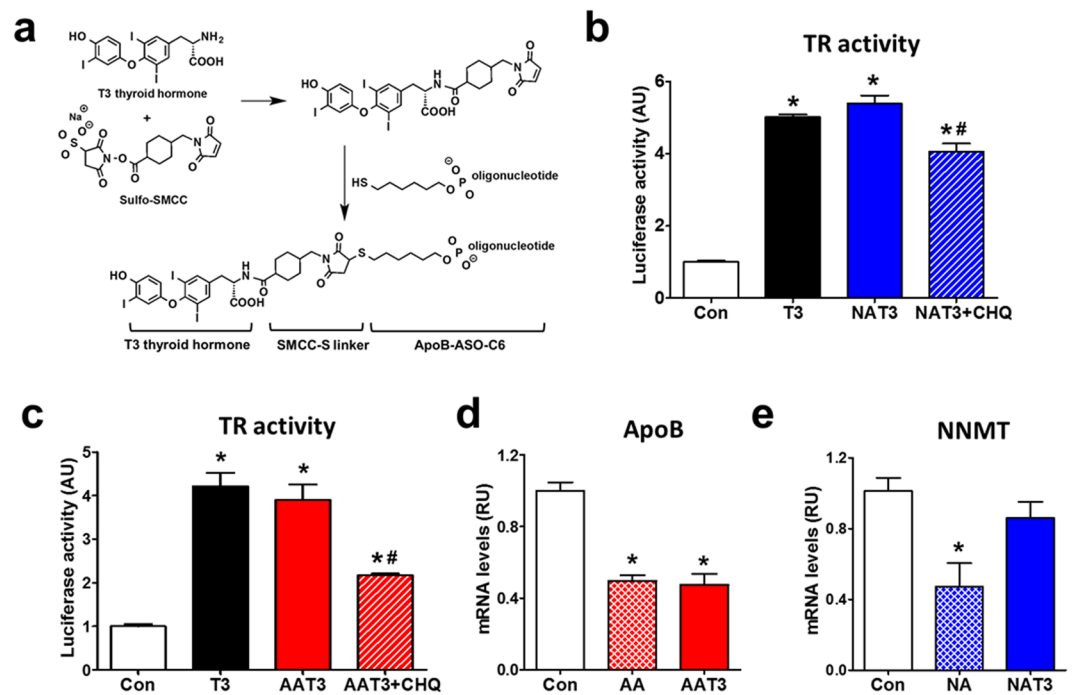 a
HO
I
O
I
I
NH2
COOH
T3 thyroid hormone
+
Na
⊕
⊖
O
S
O
O
O
N
O
O
O
N
O
O
Sulfo-SMCC
HO
I
O
I
I
H
N
COOH
O
N
O
O
HS
O
P
O
⊖
O
oligonucleotide
HO
I
O
I
I
H
N
COOH
O
N
O
O
S
O
P
O
O
⊖
oligonucleotide
T3 thyroid hormone
SMCC-S linker
ApoB-ASO-C6
b
TR activity
Luciferase activity (AU)
6
4
2
0
*
*
*#
Con
T3
NAT3
NAT3+CHQ
c
TR activity
Luciferase activity (AU)
5
4
3
2
1
0
*
*
*#
Con
T3
AAT3
AAT3+CHQ
d
ApoB
mRNA levels (RU)
1.2
0.8
0.4
0.0
*
*
Con
AA
AAT3
e
NNMT
mRNA levels (RU)
1.2
0.8
0.4
0.0
*
Con
NA
NAT3